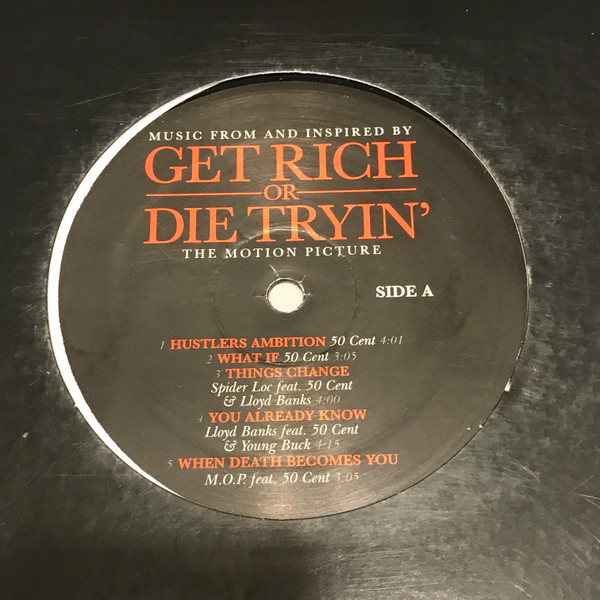 MUSIC FROM AND INSPIRED BY
GET RICH
OR
DIE TRYIN'
THE MOTION PICTURE
SIDE A
1 HUSTLERS AMBITION 50 Cent 4:01
2 WHAT IF 50 Cent 3:05
3 THINGS CHANGE
Spider Loc feat. 50 Cent
& Lloyd Banks 4:00
4 YOU ALREADY KNOW
Lloyd Banks feat. 50 Cent
& Young Buck 4:15
5 WHEN DEATH BECOMES YOU
M.O.P. feat. 50 Cent 3:05